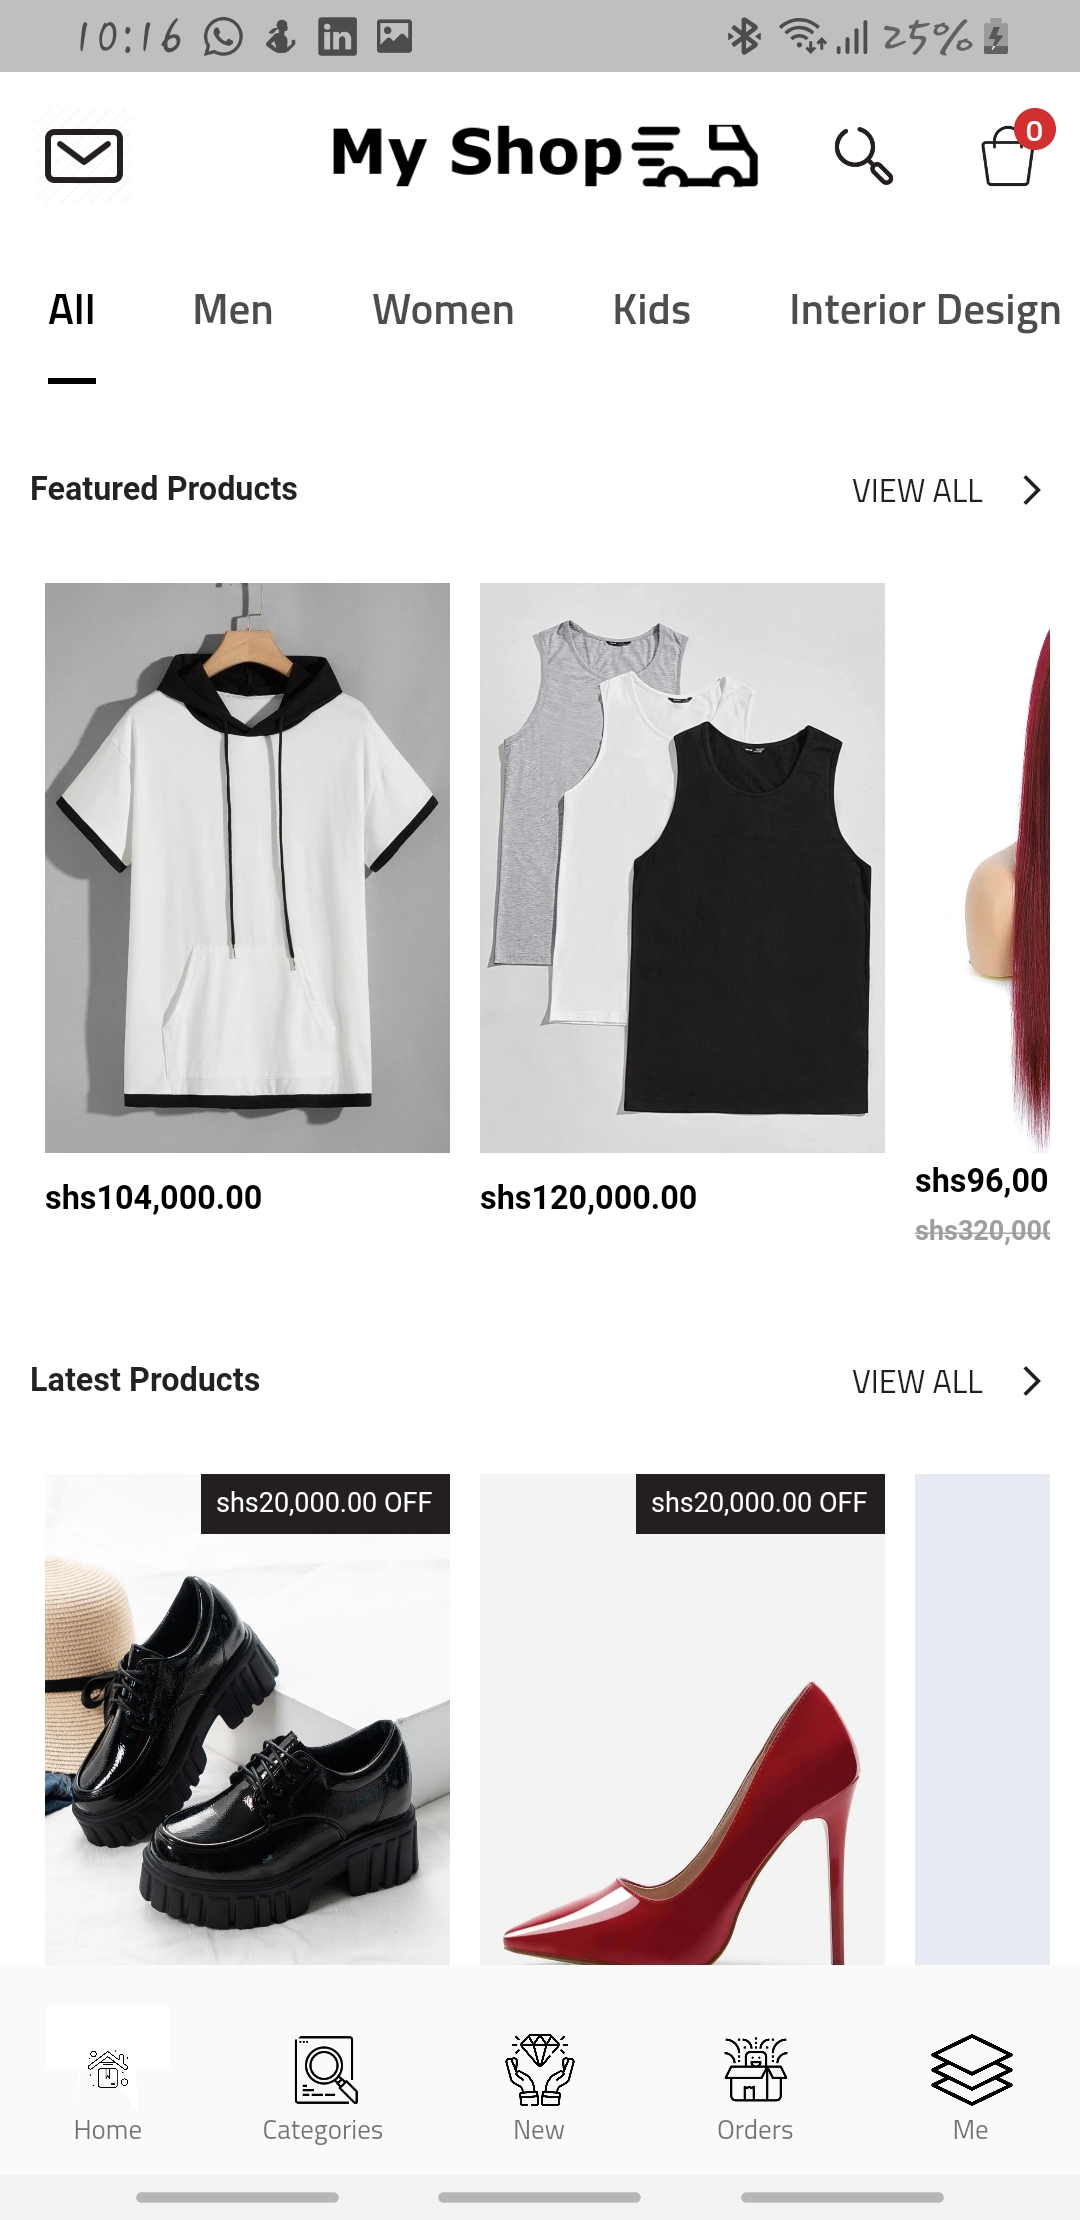 10:16 25%
My Shop 0
All Men Women Kids Interior Design
Featured Products VIEW ALL
shs104,000.00 shs120,000.00 shs96,00
shs320,000
Latest Products VIEW ALL
shs20,000.00 OFF shs20,000.00 OFF
Home Categories New Orders Me